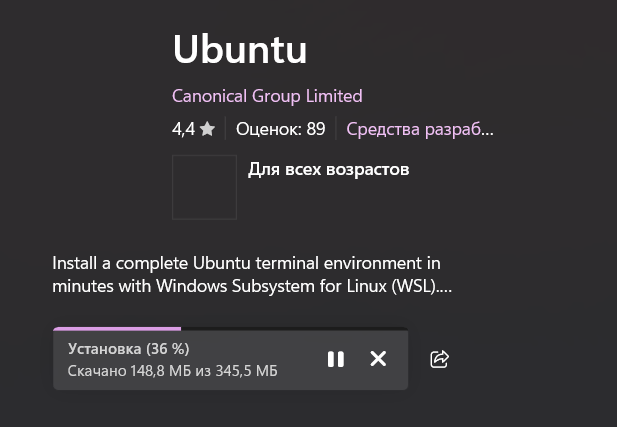 Ubuntu
Canonical Group Limited
4,4 ★ Оценок: 89 Средства разраб...
Для всех возрастов
Install a complete Ubuntu terminal environment in
minutes with Windows Subsystem for Linux (WSL)....
Установка (36 %)
Скачано 148,8 МБ из 345,5 МБ